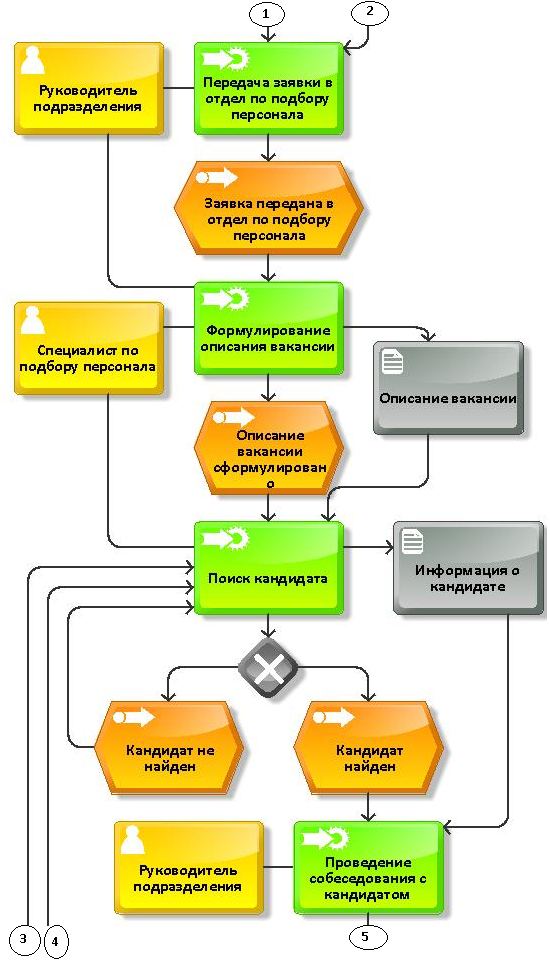 1
2
Руководитель
подразделения
Передача заявки в
отдел по подбору
персонала
Заявка передана в
отдел по подбору
персонала
Формулирование
описания вакансии
Специалист по
подбору персонала
Описание вакансии
Описание
вакансии
сформулирован
о
Поиск кандидата
Информация о
кандидате
Кандидат не
найден
Кандидат
найден
Руководитель
подразделения
Проведение
собеседования с
кандидатом
3
4
5